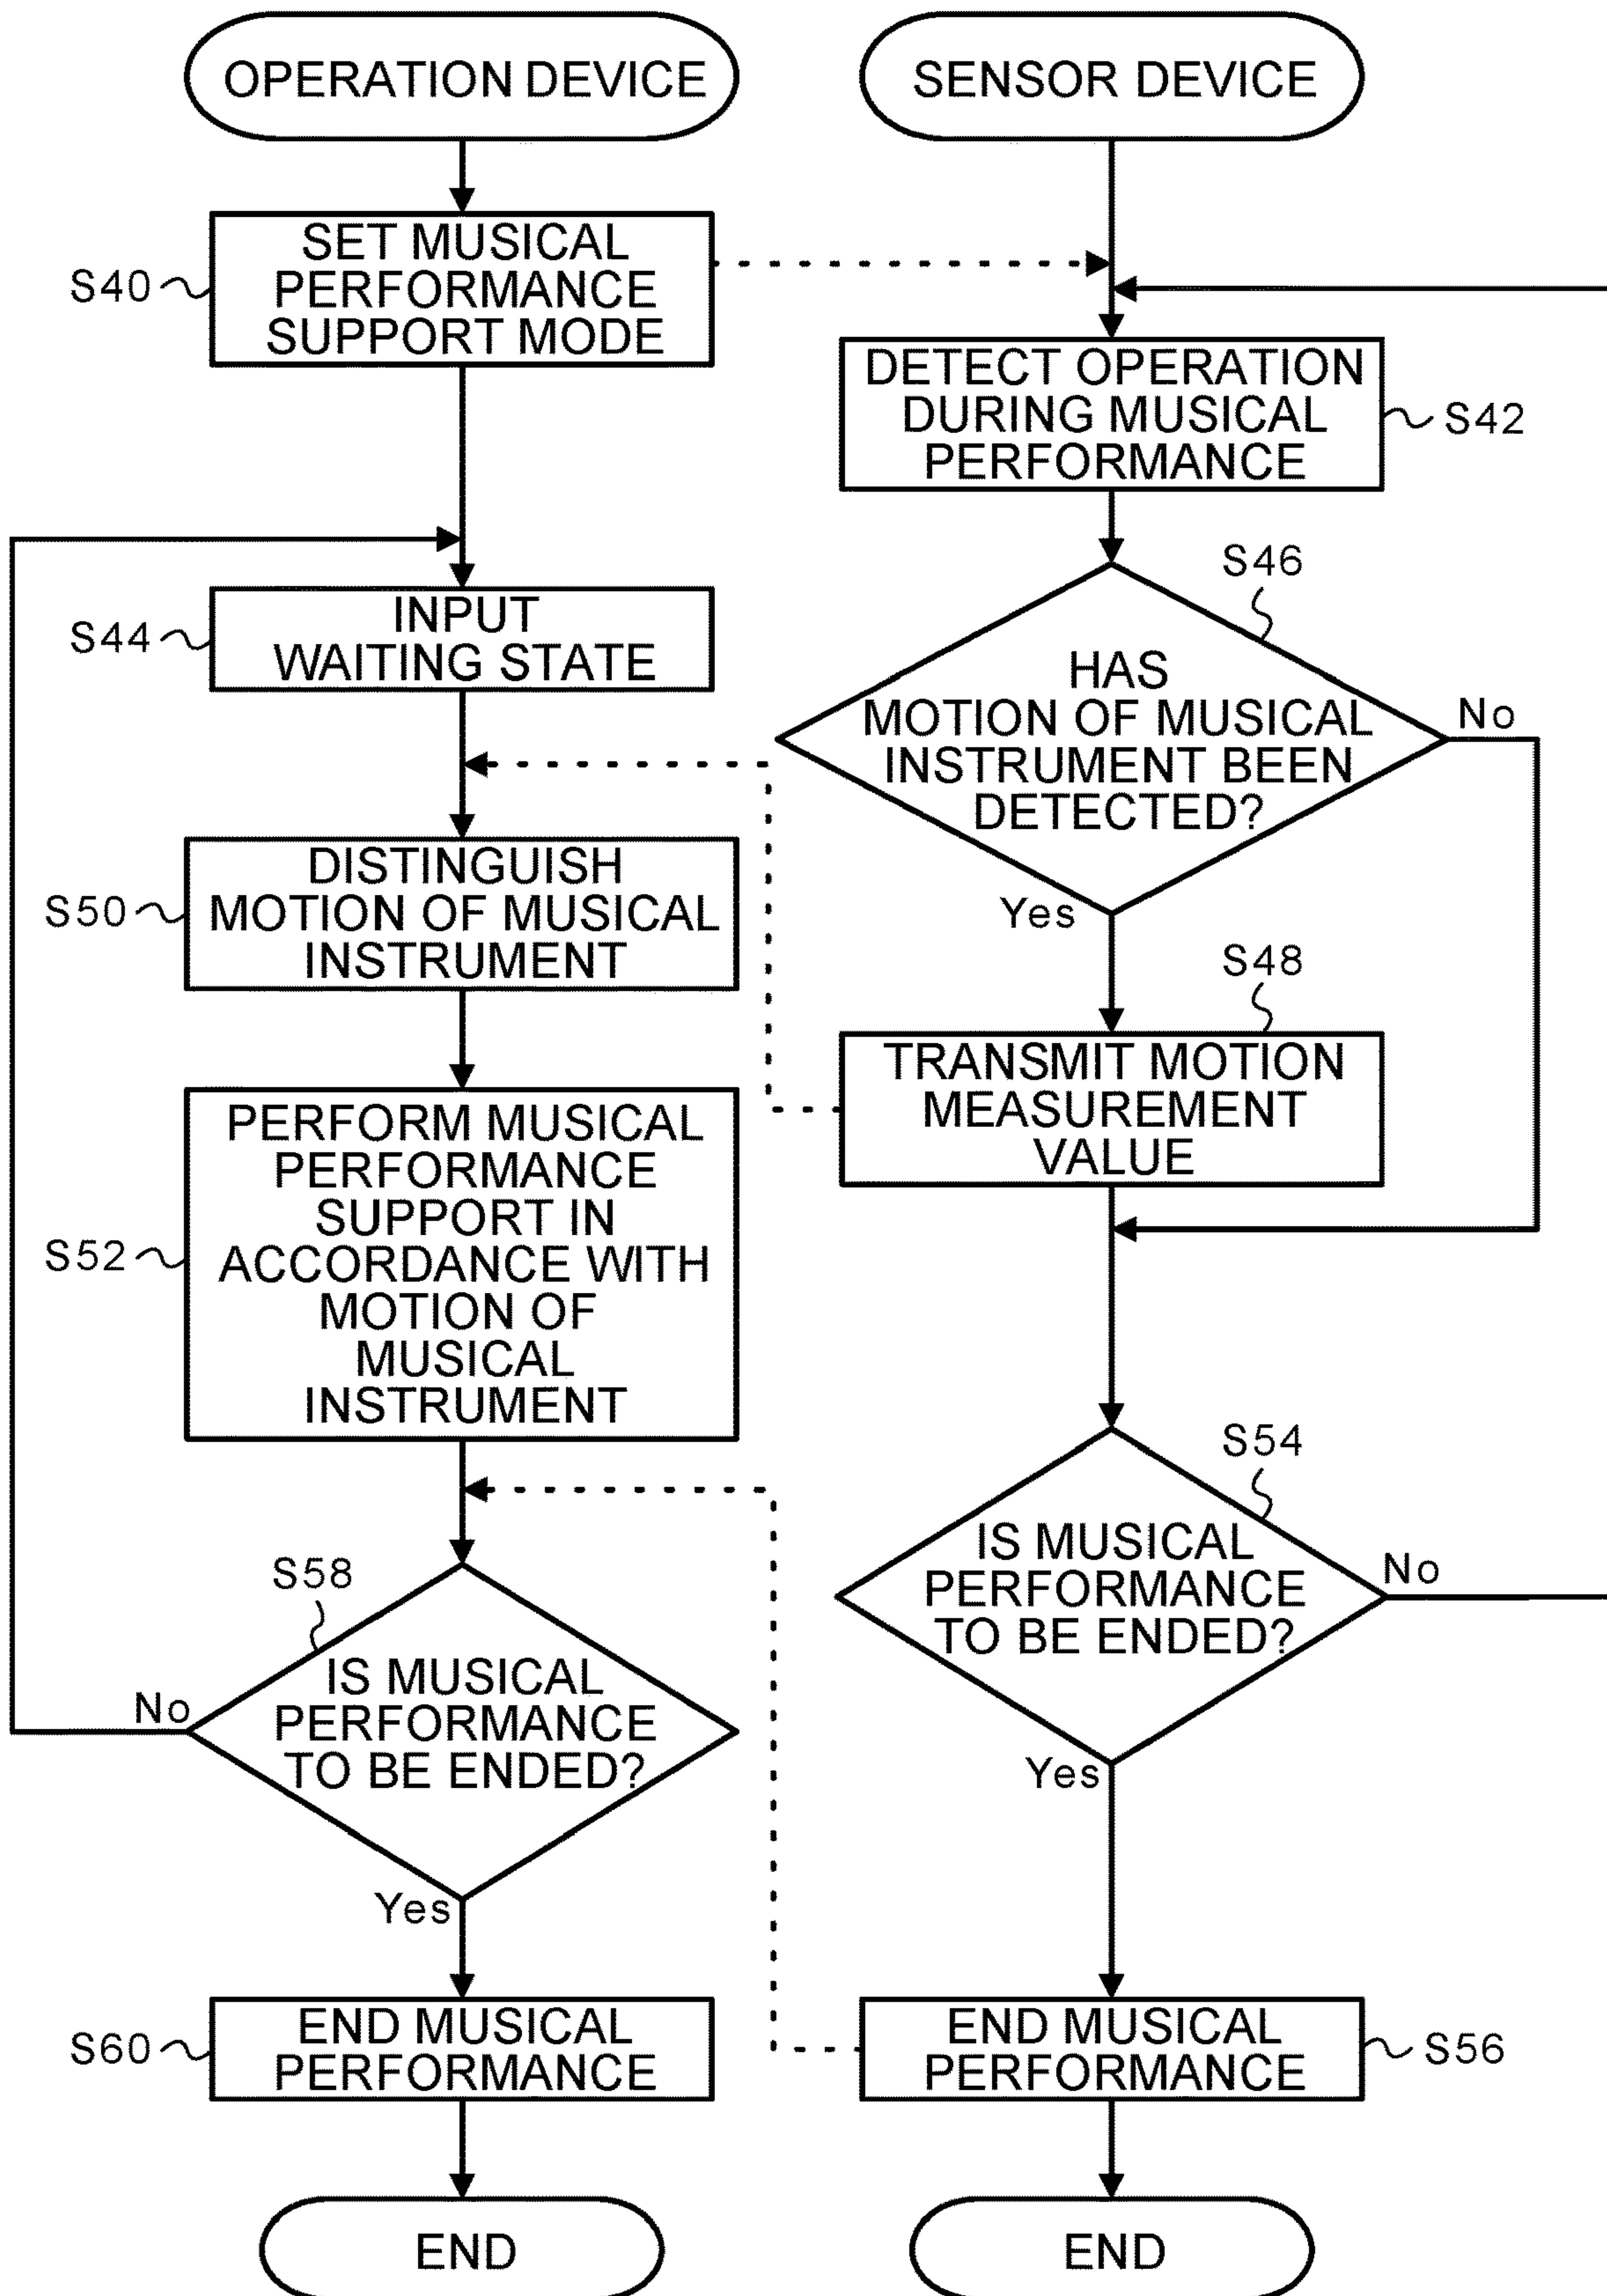 OPERATION DEVICE
SET MUSICAL
PERFORMANCE
SUPPORT MODE
S40
INPUT
WAITING STATE
S44
DISTINGUISH
MOTION OF MUSICAL
INSTRUMENT
S50
PERFORM MUSICAL
PERFORMANCE
SUPPORT IN
ACCORDANCE WITH
MOTION OF
MUSICAL
INSTRUMENT
S52
S58
IS MUSICAL
PERFORMANCE
TO BE ENDED?
No
Yes
END MUSICAL
PERFORMANCE
S60
END
SENSOR DEVICE
DETECT OPERATION
DURING MUSICAL
PERFORMANCE
S42
S46
HAS
MOTION OF MUSICAL
INSTRUMENT BEEN
DETECTED?
No
Yes
S48
TRANSMIT MOTION
MEASUREMENT
VALUE
S54
IS MUSICAL
PERFORMANCE
TO BE ENDED?
No
Yes
END MUSICAL
PERFORMANCE
S56
END